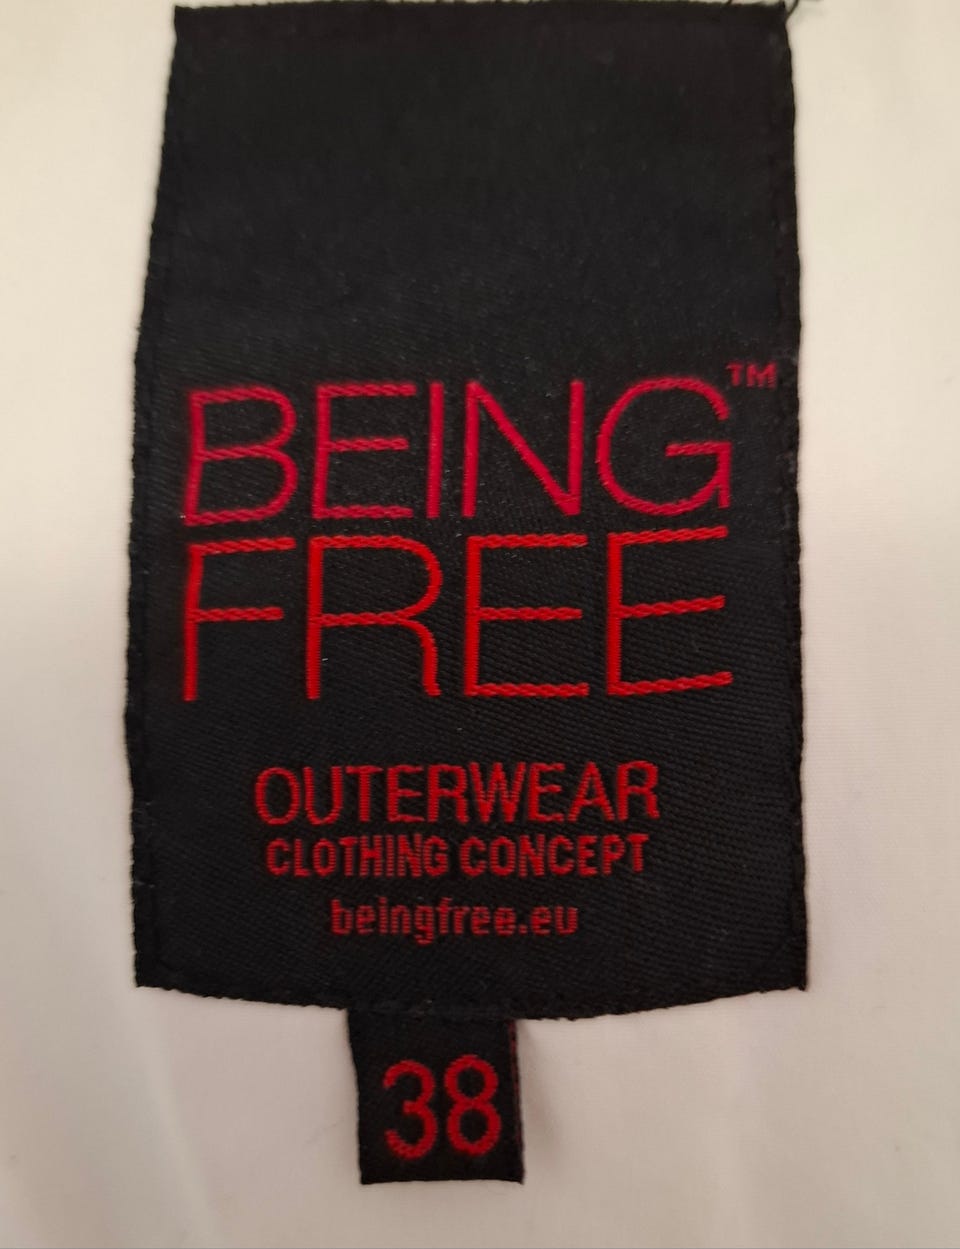 BEING™
FREE
OUTERWEAR
CLOTHING CONCEPT
beingfree.eu
38